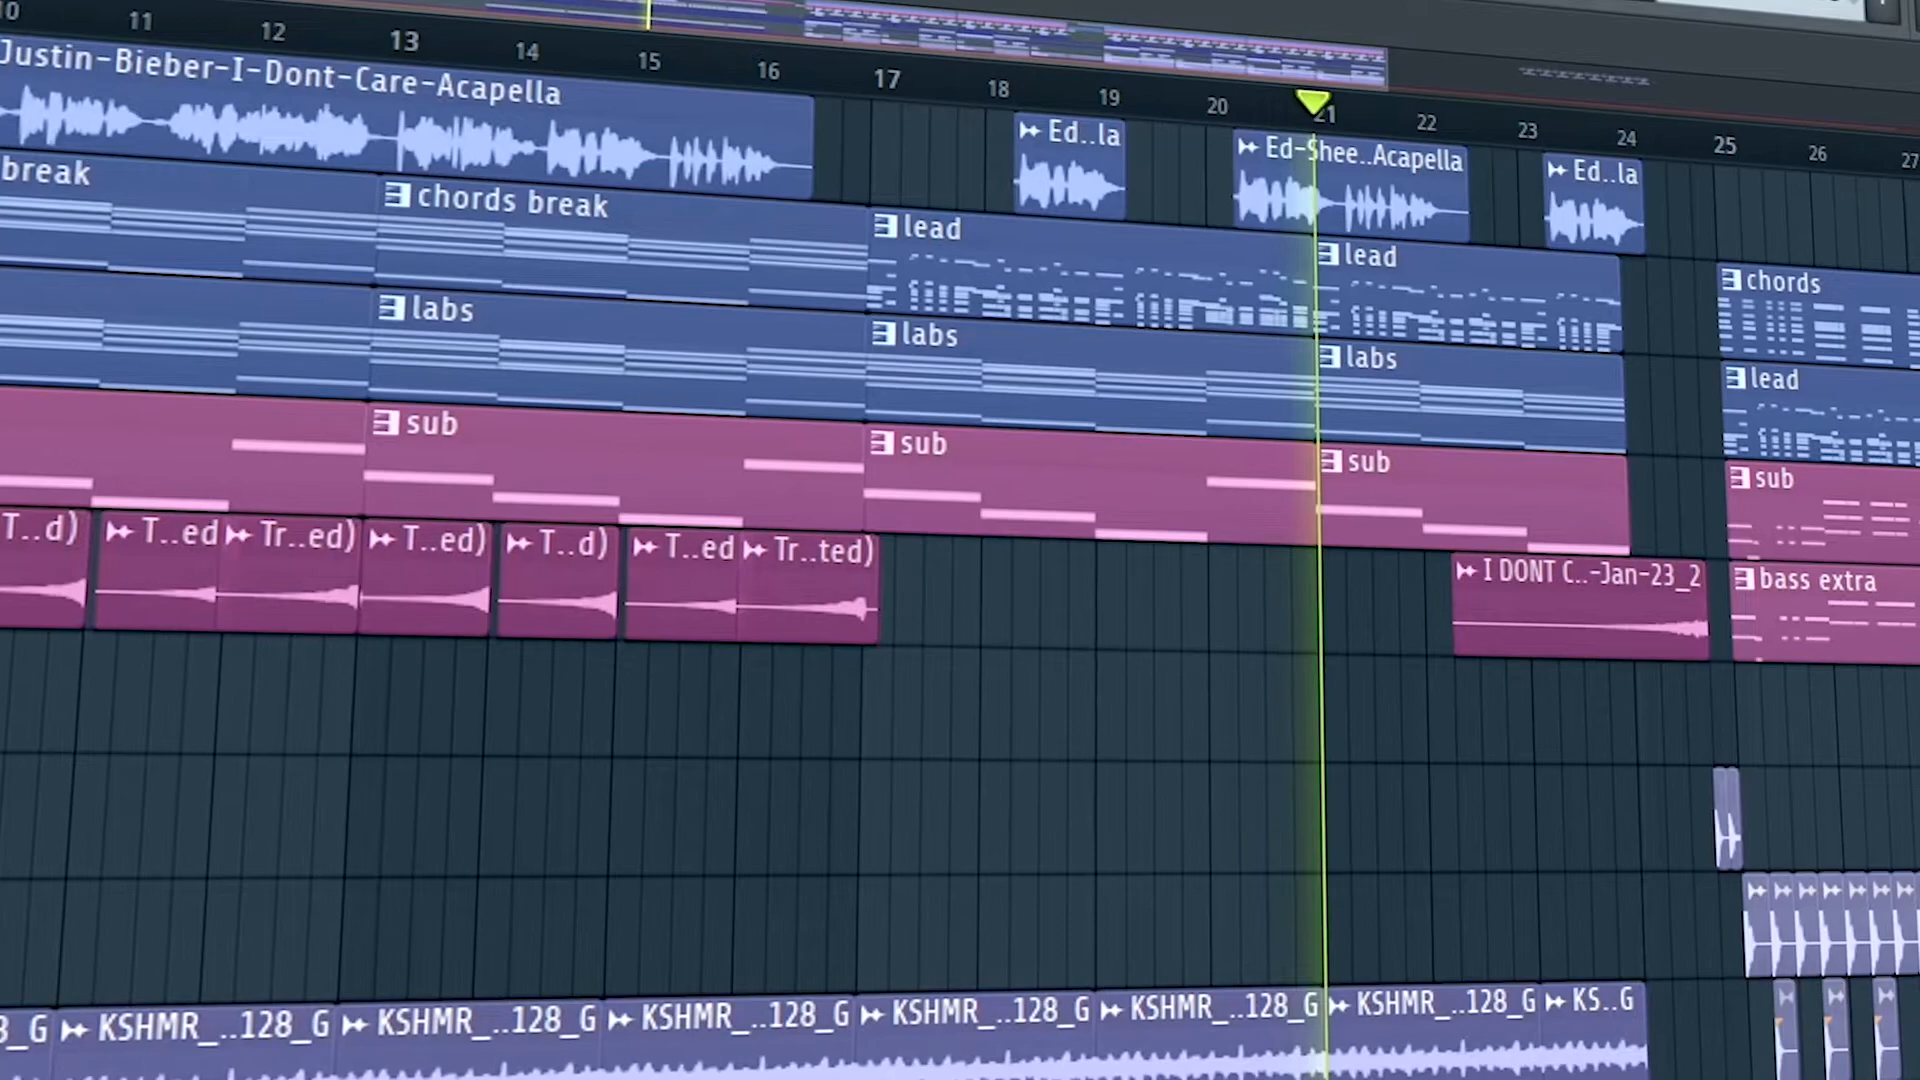 10 11 12 13 14 15 16 17 18 19 20 21 22 23 24 25 26 27
Justin-Bieber-I-Dont-Care-Acapella
Ed..la
Ed-Shee..Acapella
Ed..la
break
chords break
lead
lead
chords
labs
labs
labs
lead
sub
sub
sub
sub
T..d)
T..ed
Tr..ed)
T..ed)
T..d)
T..ed
Tr..ted)
I DONT C..-Jan-23_2
bass extra
_G
KSHMR_..128_G
KSHMR_..128_G
KSHMR_..128_G
KSHMR_..128_G
KSHMR_..128_G
KSHMR_..128_G
KS..G